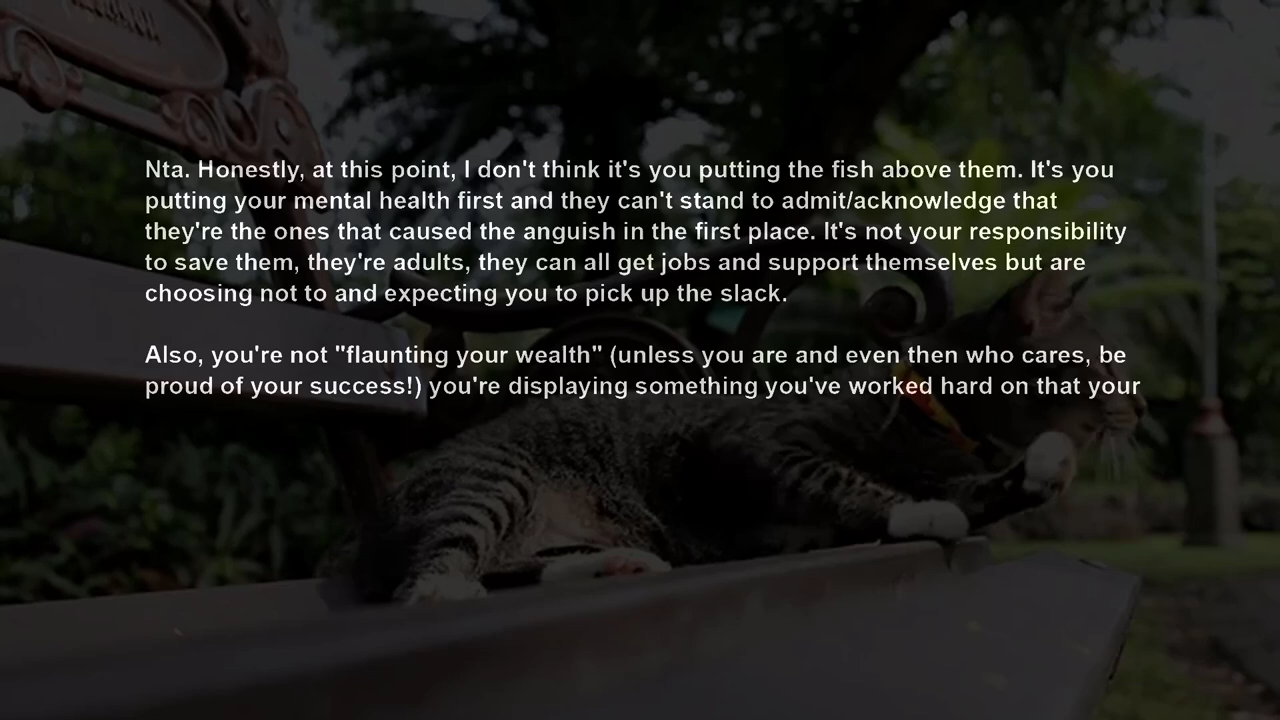 Nta. Honestly, at this point, I don't think it's you putting the fish above them. It's you
putting your mental health first and they can't stand to admit/acknowledge that
they're the ones that caused the anguish in the first place. It's not your responsibility
to save them, they're adults, they can all get jobs and support themselves but are
choosing not to and expecting you to pick up the slack.
Also, you're not "flaunting your wealth" (unless you are and even then who cares, be
proud of your success!) you're displaying something you've worked hard on that your